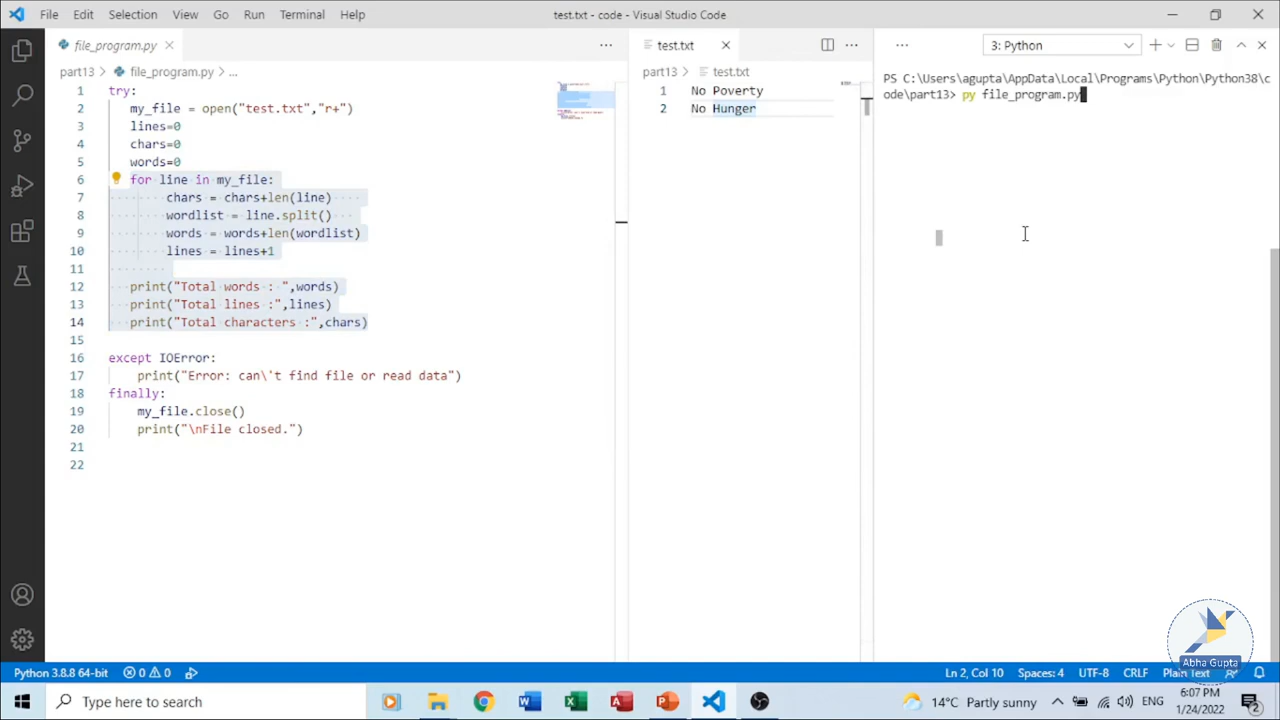 File Edit Selection View Go Run Terminal Help
test.txt - code - Visual Studio Code
file_program.py
part13 > file_program.py > ...
1 try:
2 my_file = open("test.txt","r+")
3 lines=0
4 chars=0
5 words=0
6 for line in my_file:
7 chars = chars+len(line)
8 wordlist = line.split()
9 words = words+len(wordlist)
10 lines = lines+1
11
12 print("Total words : ",words)
13 print("Total lines :",lines)
14 print("Total characters :",chars)
15
16 except IOError:
17 print("Error: can\'t find file or read data")
18 finally:
19 my_file.close()
20 print("\nFile closed.")
21
22
test.txt
part13 > test.txt
1 No Poverty
2 No Hunger
3: Python
PS C:\Users\agupta\AppData\Local\Programs\Python\Python38\c
ode\part13> py file_program.py
Abha Gupta
Python 3.8.8 64-bit 0 0
Ln 2, Col 10 Spaces: 4 UTF-8 CRLF Plain Text
Type here to search
14°C Partly sunny ENG
6:07 PM
1/24/2022
2